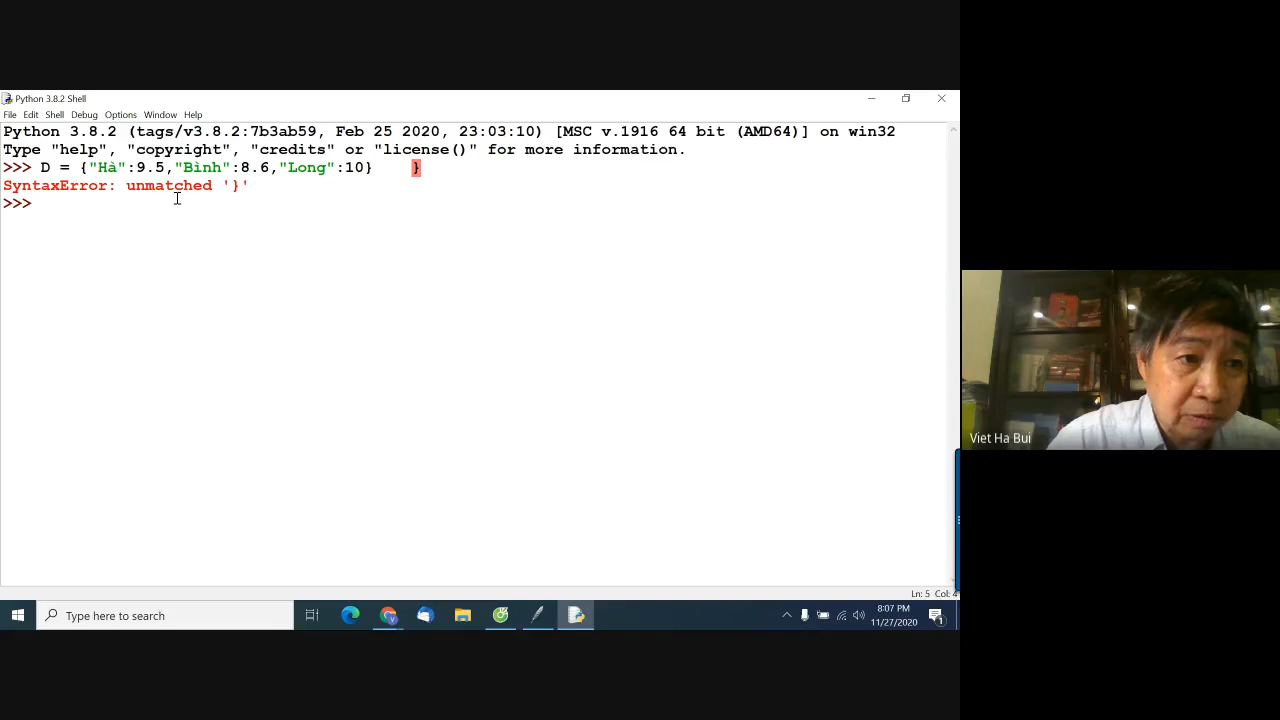 Python 3.8.2 Shell
File Edit Shell Debug Options Window Help
Python 3.8.2 (tags/v3.8.2:7b3ab59, Feb 25 2020, 23:03:10) [MSC v.1916 64 bit (AMD64)] on win32
Type "help", "copyright", "credits" or "license()" for more information.
>>> D = {"Hà":9.5,"Bình":8.6,"Long":10}    }
SyntaxError: unmatched '}'
>>>
Viet Ha Bui
Ln: 5 Col: 4
Type here to search
8:07 PM
11/27/2020
1